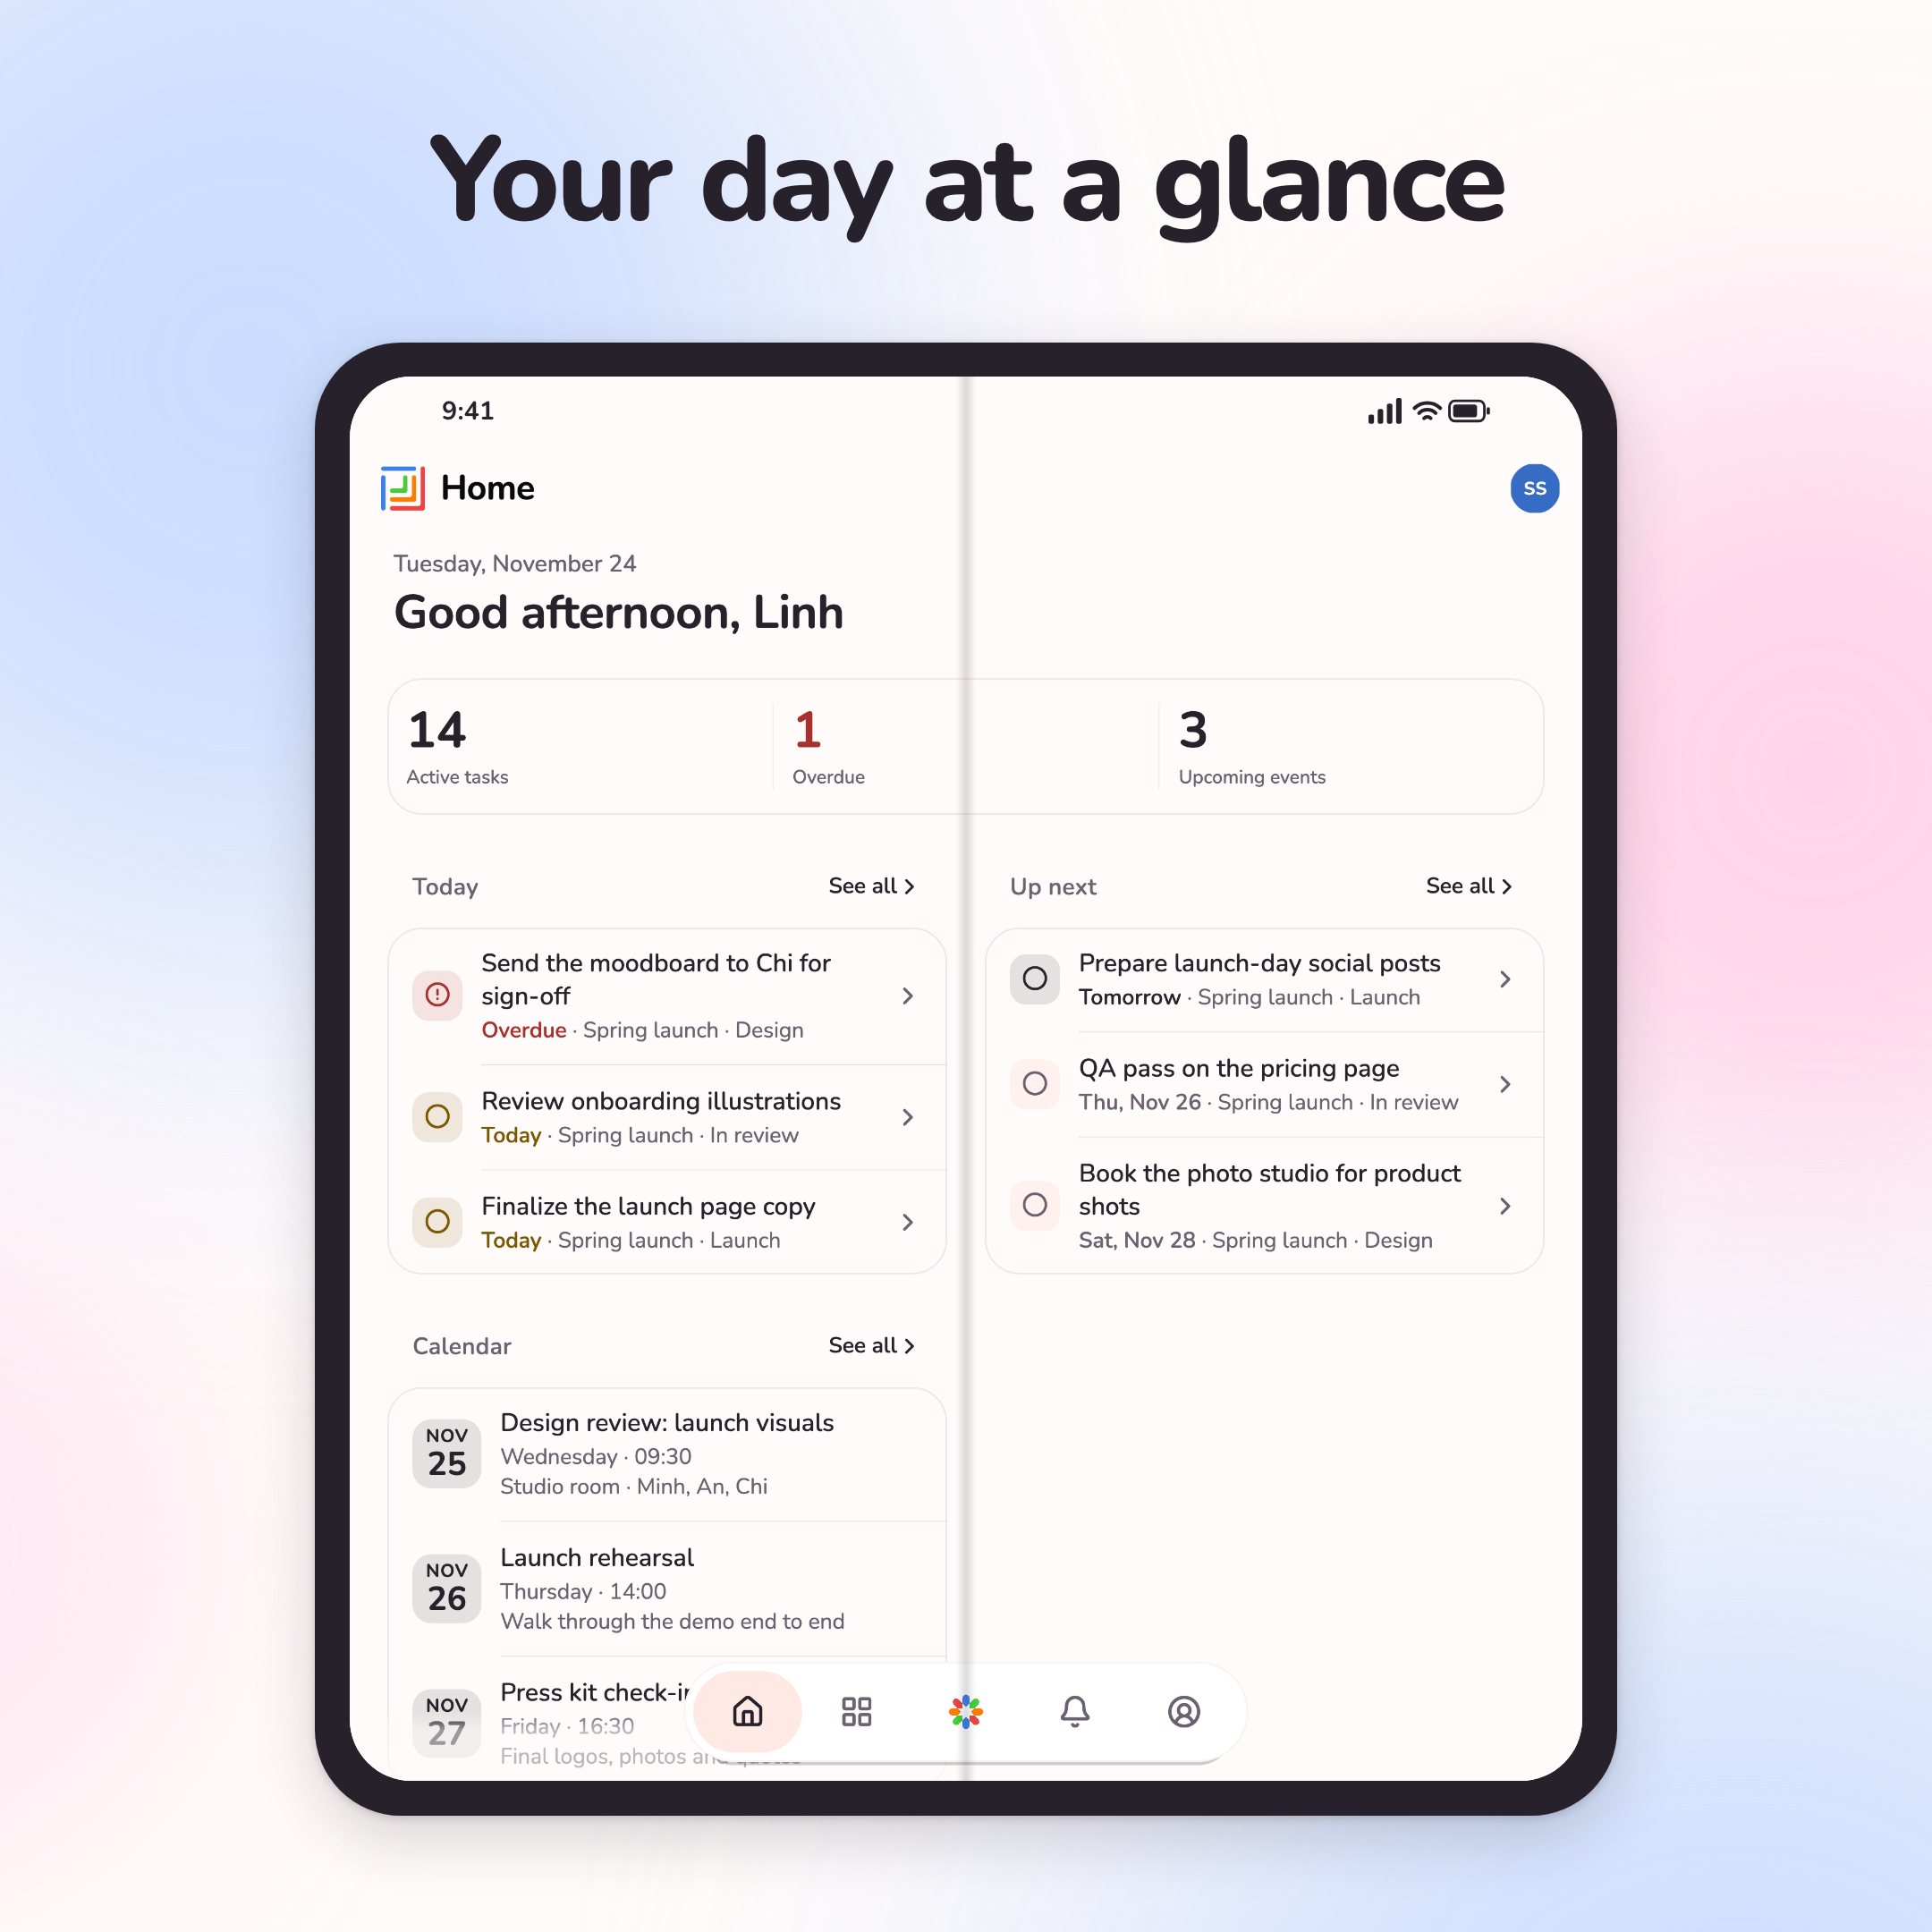 Your day at a glance
9:41
Home
SS
Tuesday, November 24
Good afternoon, Linh
14
Active tasks
1
Overdue
3
Upcoming events
Today
See all
Send the moodboard to Chi for
sign-off
Overdue · Spring launch · Design
Review onboarding illustrations
Today · Spring launch · In review
Finalize the launch page copy
Today · Spring launch · Launch
Up next
See all
Prepare launch-day social posts
Tomorrow · Spring launch · Launch
QA pass on the pricing page
Thu, Nov 26 · Spring launch · In review
Book the photo studio for product
shots
Sat, Nov 28 · Spring launch · Design
Calendar
See all
NOV
25
Design review: launch visuals
Wednesday · 09:30
Studio room · Minh, An, Chi
NOV
26
Launch rehearsal
Thursday · 14:00
Walk through the demo end to end
NOV
27
Press kit
Friday · 16:30
Final logos, photos and